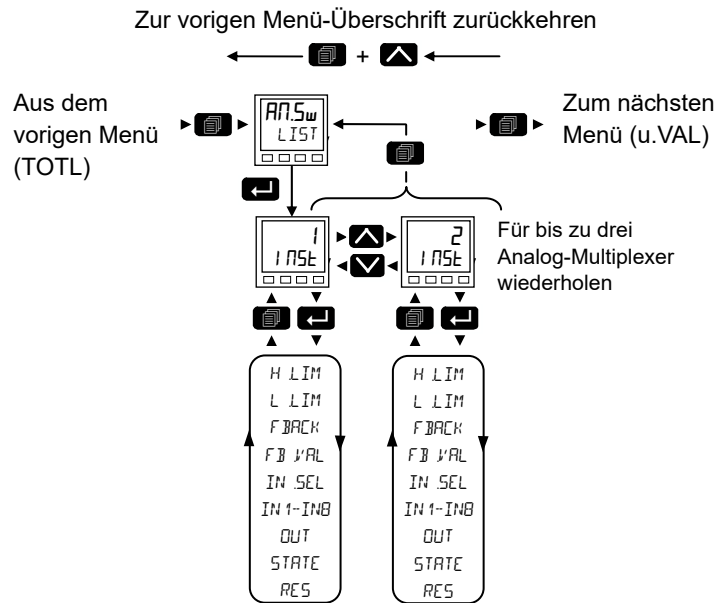 Zur vorigen Menü-Überschrift zurückkehren
+
Aus dem
vorigen Menü
(TOTL)
AN.Sw
LIST
Zum nächsten
Menü (u.VAL)
1
INSt
2
INSt
Für bis zu drei
Analog-Multiplexer
wiederholen
H.LIM
L.LIM
FBACK
FB.VAL
IN.SEL
IN1--IN8
OUT
STATE
RES
H.LIM
L.LIM
FBACK
FB.VAL
IN.SEL
IN1--IN8
OUT
STATE
RES